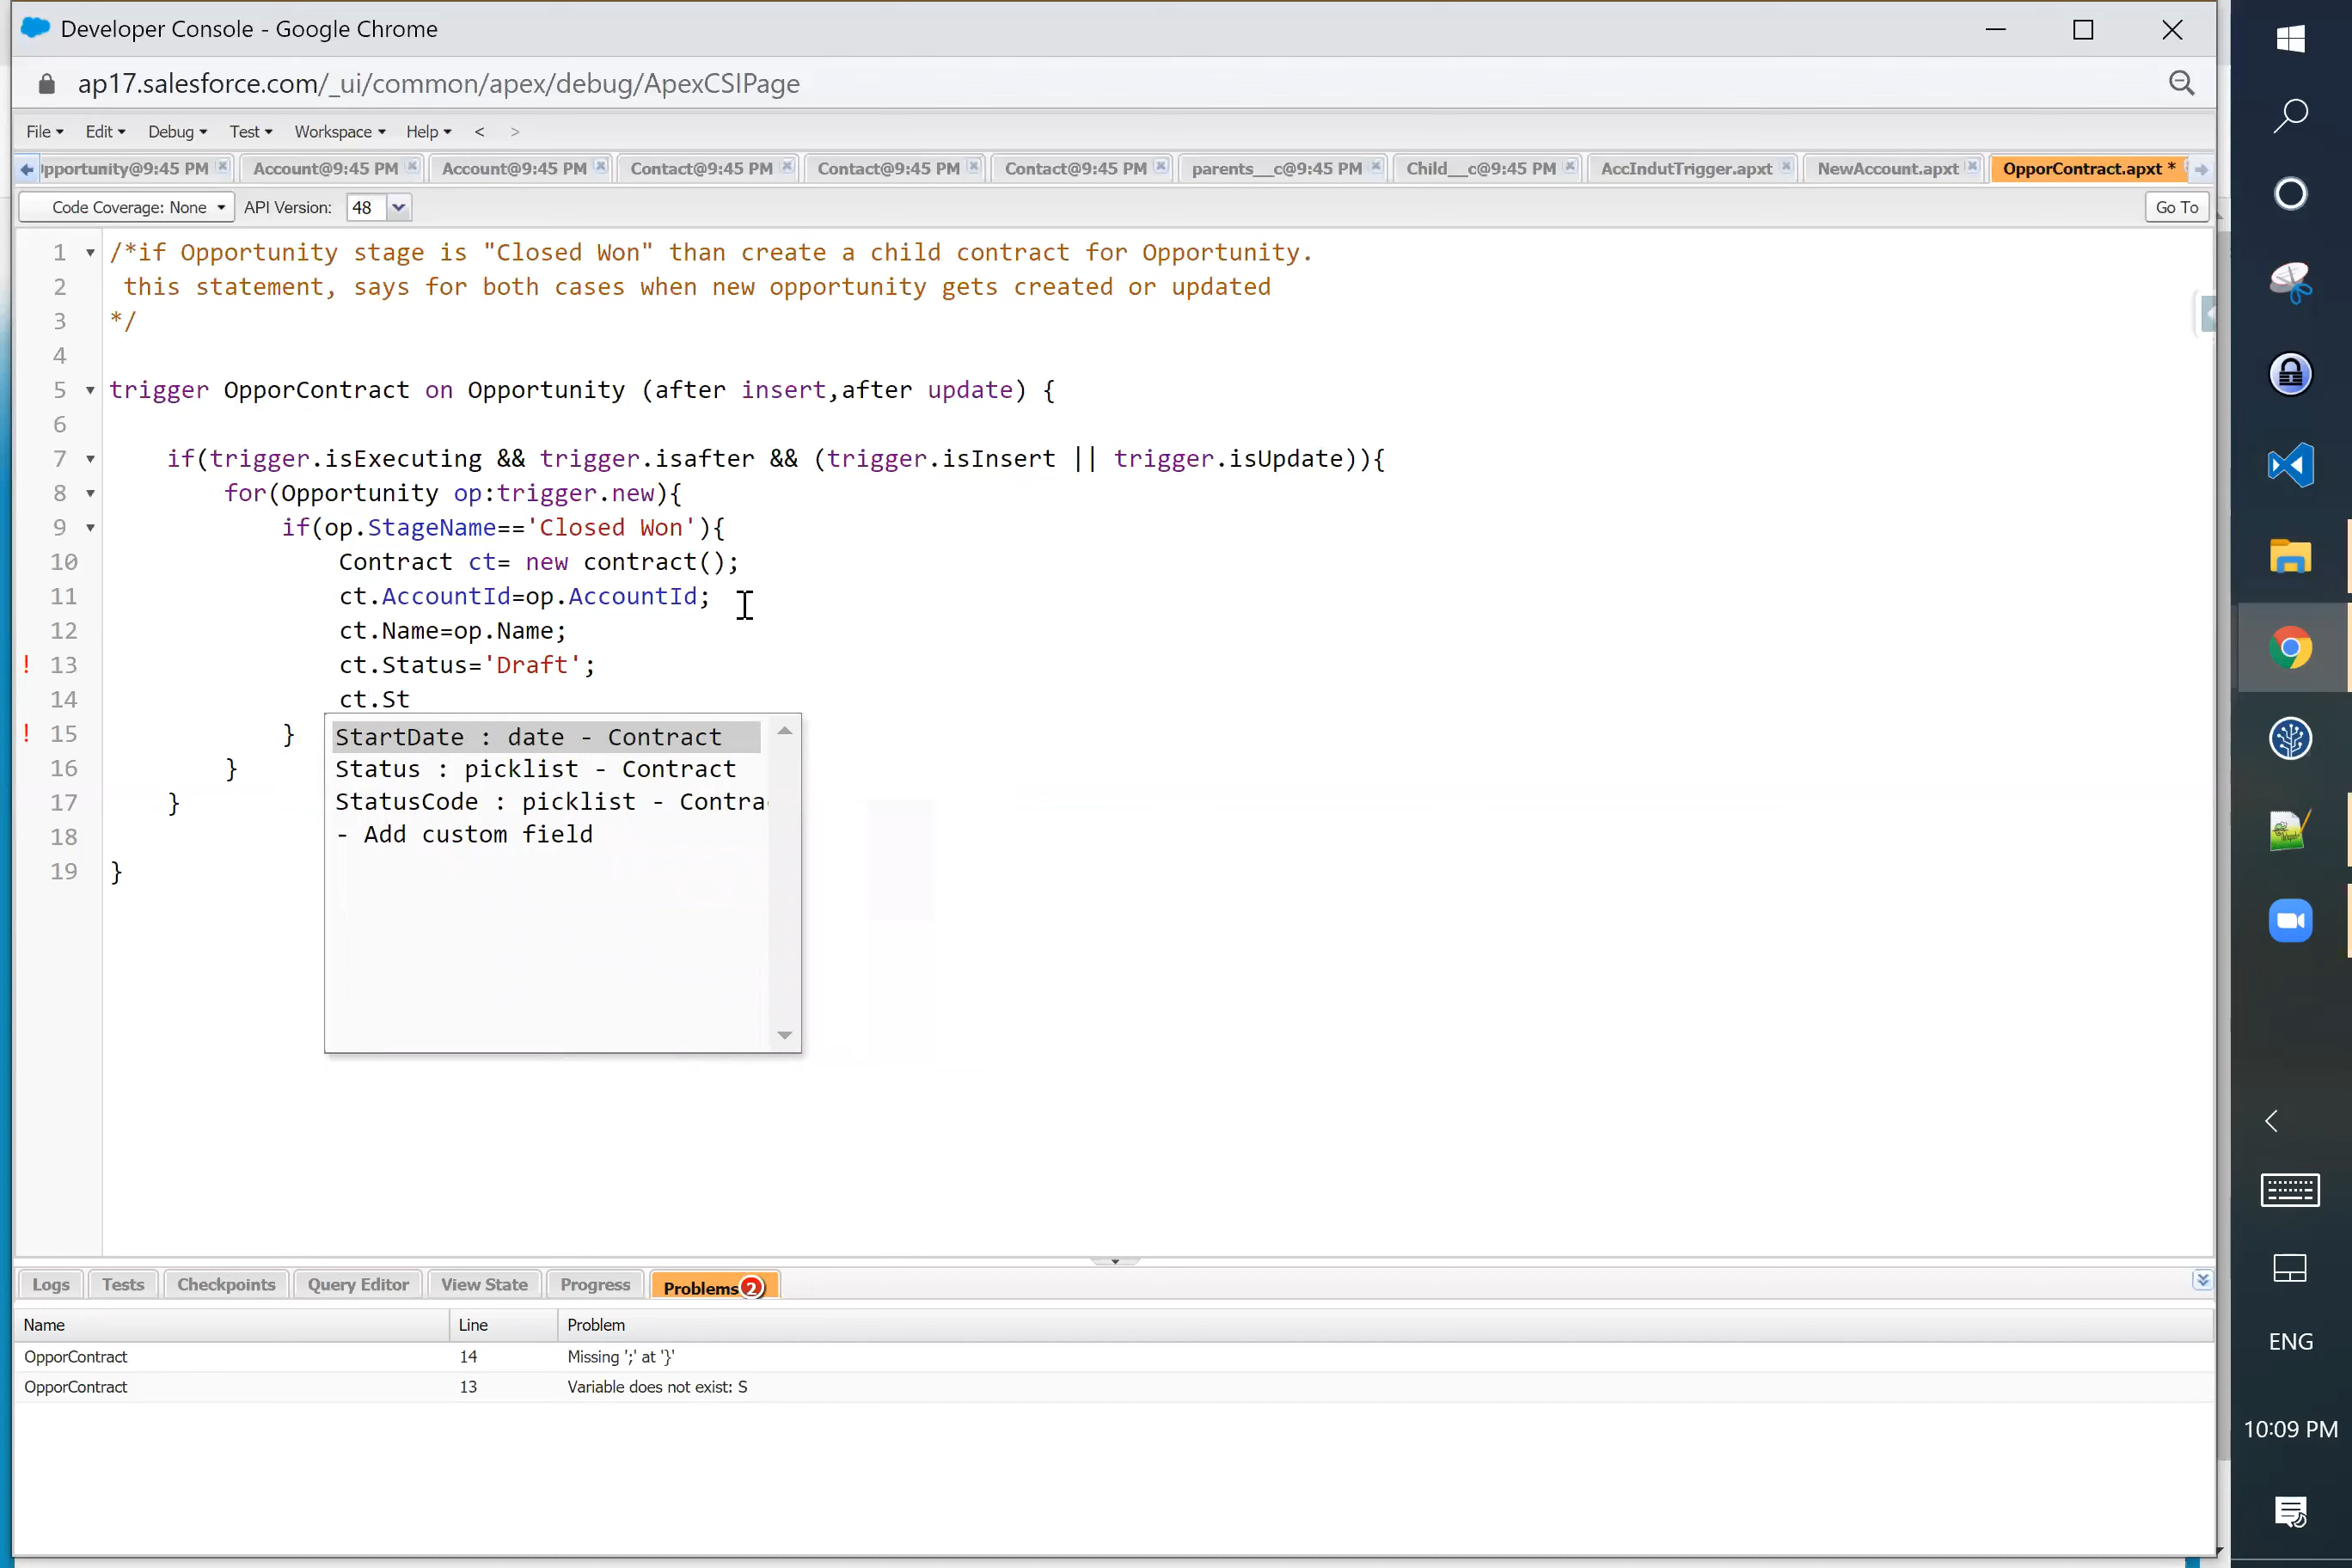 Developer Console - Google Chrome
ap17.salesforce.com/_ui/common/apex/debug/ApexCSIPage
File Edit Debug Test Workspace Help < >
pportunity@9:45 PM Account@9:45 PM Account@9:45 PM Contact@9:45 PM Contact@9:45 PM Contact@9:45 PM parents__c@9:45 PM Child__c@9:45 PM AccIndutTrigger.apxt NewAccount.apxt OpporContract.apxt *
Code Coverage: None API Version: 48 Go To
1 /*if Opportunity stage is "Closed Won" than create a child contract for Opportunity.
2 this statement, says for both cases when new opportunity gets created or updated
3 */
4
5 trigger OpporContract on Opportunity (after insert,after update) {
6
7 if(trigger.isExecuting && trigger.isafter && (trigger.isInsert || trigger.isUpdate)){
8 for(Opportunity op:trigger.new){
9 if(op.StageName=='Closed Won'){
10 Contract ct= new contract();
11 ct.AccountId=op.AccountId;
12 ct.Name=op.Name;
! 13 ct.Status='Draft';
14 ct.St
! 15 }
16 }
17 }
18
19 }
StartDate : date - Contract
Status : picklist - Contract
StatusCode : picklist - Contra
- Add custom field
Logs Tests Checkpoints Query Editor View State Progress Problems 2
Name Line Problem
OpporContract 14 Missing ';' at '}'
OpporContract 13 Variable does not exist: S
ENG
10:09 PM